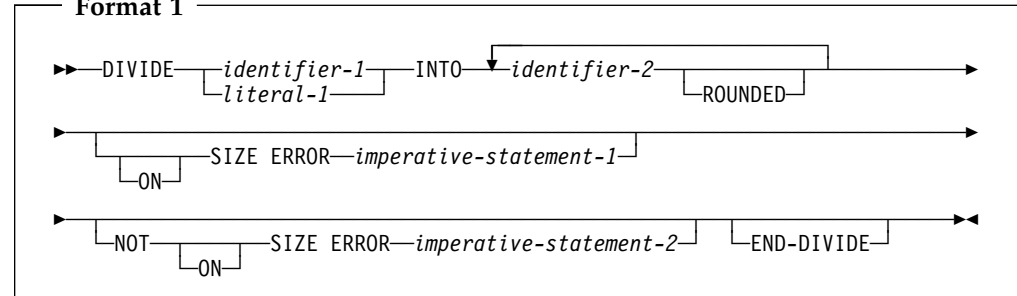 Format 1
DIVIDE identifier-1 INTO identifier-2
literal-1 ROUNDED
SIZE ERROR imperative-statement-1
ON
NOT SIZE ERROR imperative-statement-2 END-DIVIDE
ON